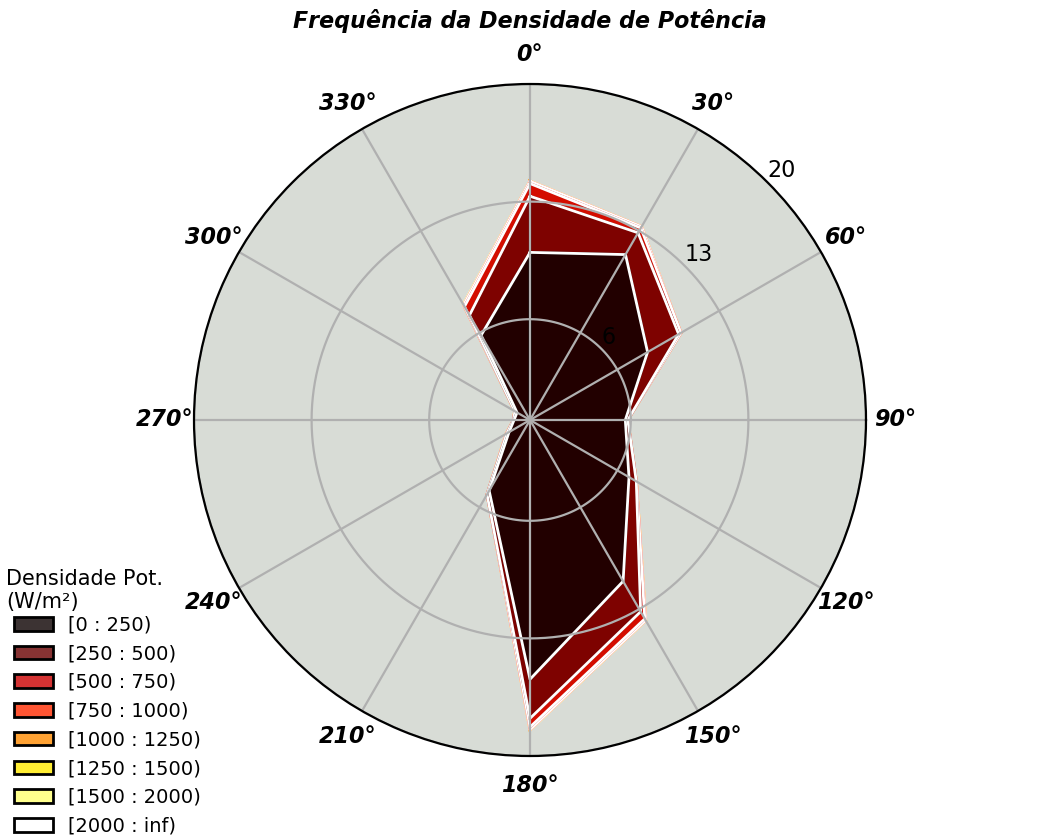 Frequência da Densidade de Potência
0°
330°
30°
20
300°
60°
13
6
270°
90°
240°
120°
210°
150°
180°
Densidade Pot.
(W/m²)
[0 : 250)
[250 : 500)
[500 : 750)
[750 : 1000)
[1000 : 1250)
[1250 : 1500)
[1500 : 2000)
[2000 : inf)